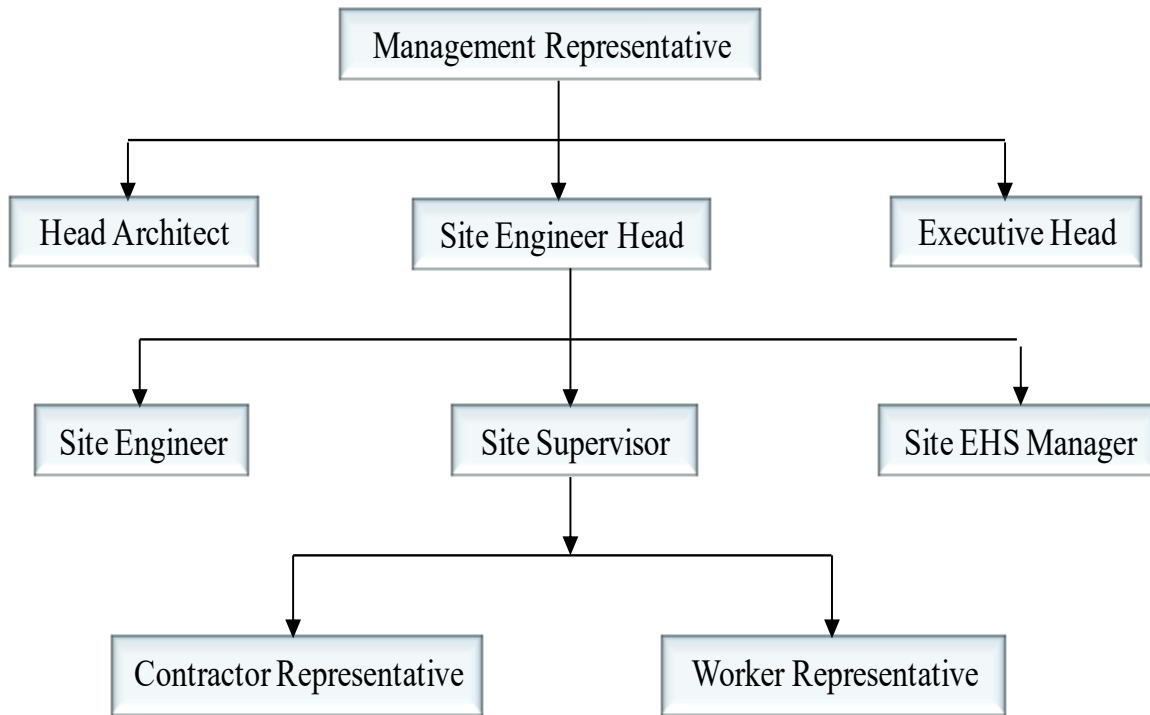 Management Representative
Head Architect
Site Engineer Head
Executive Head
Site Engineer
Site Supervisor
Site EHS Manager
Contractor Representative
Worker Representative